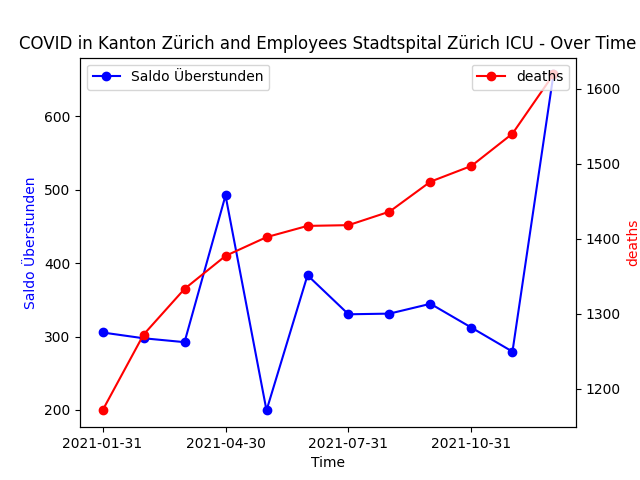 COVID in Kanton Zürich and Employees Stadtspital Zürich ICU - Over Time
Saldo Überstunden
deaths
600
500
400
300
200
Saldo Überstunden
1600
1500
1400
1300
1200
deaths
2021-01-31
2021-04-30
2021-07-31
2021-10-31
Time